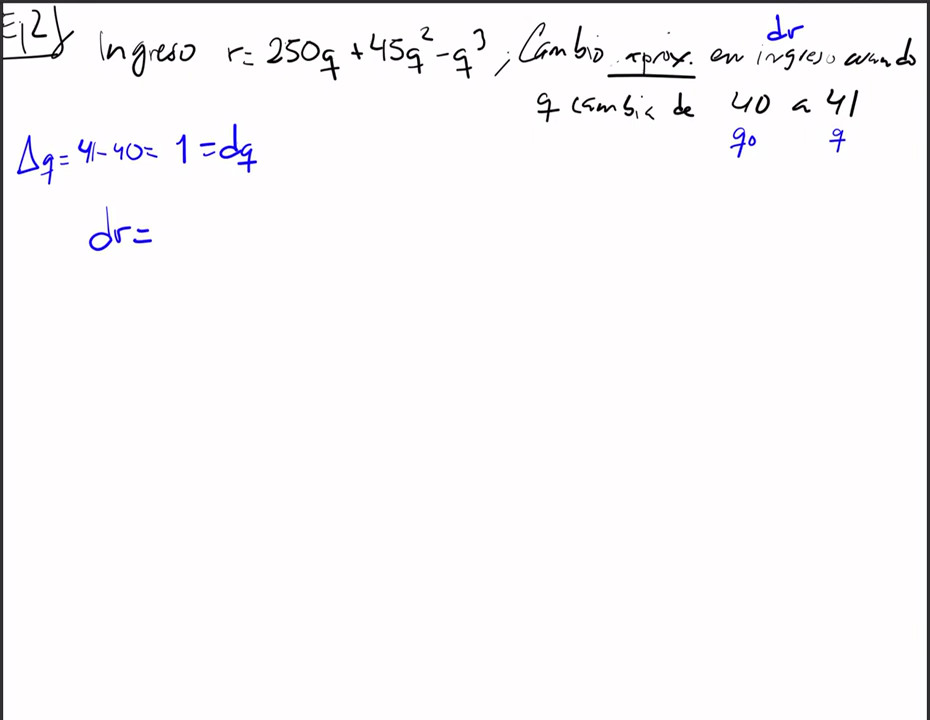 Ej2) Ingreso r = 250q + 45q² - q³ ; Cambio aprox. en ingreso cuando
dr
q cambia de 40 a 41
q₀ q
Δq = 41 - 40 = 1 = dq
dr =